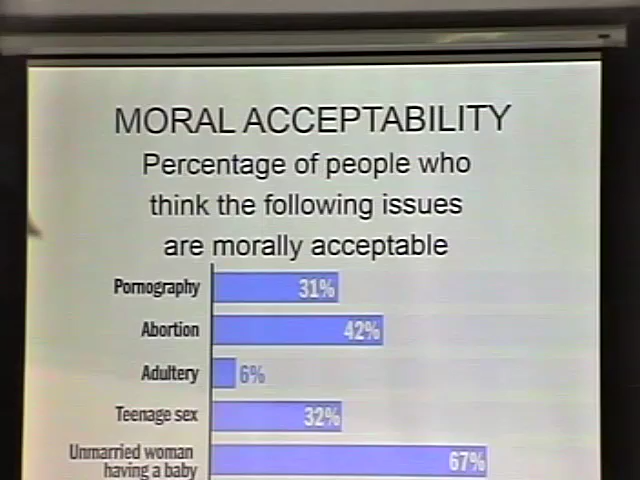 MORAL ACCEPTABILITY
Percentage of people who
think the following issues
are morally acceptable
Pornography 31%
Abortion 42%
Adultery 6%
Teenage sex 32%
Unmarried woman
having a baby 67%